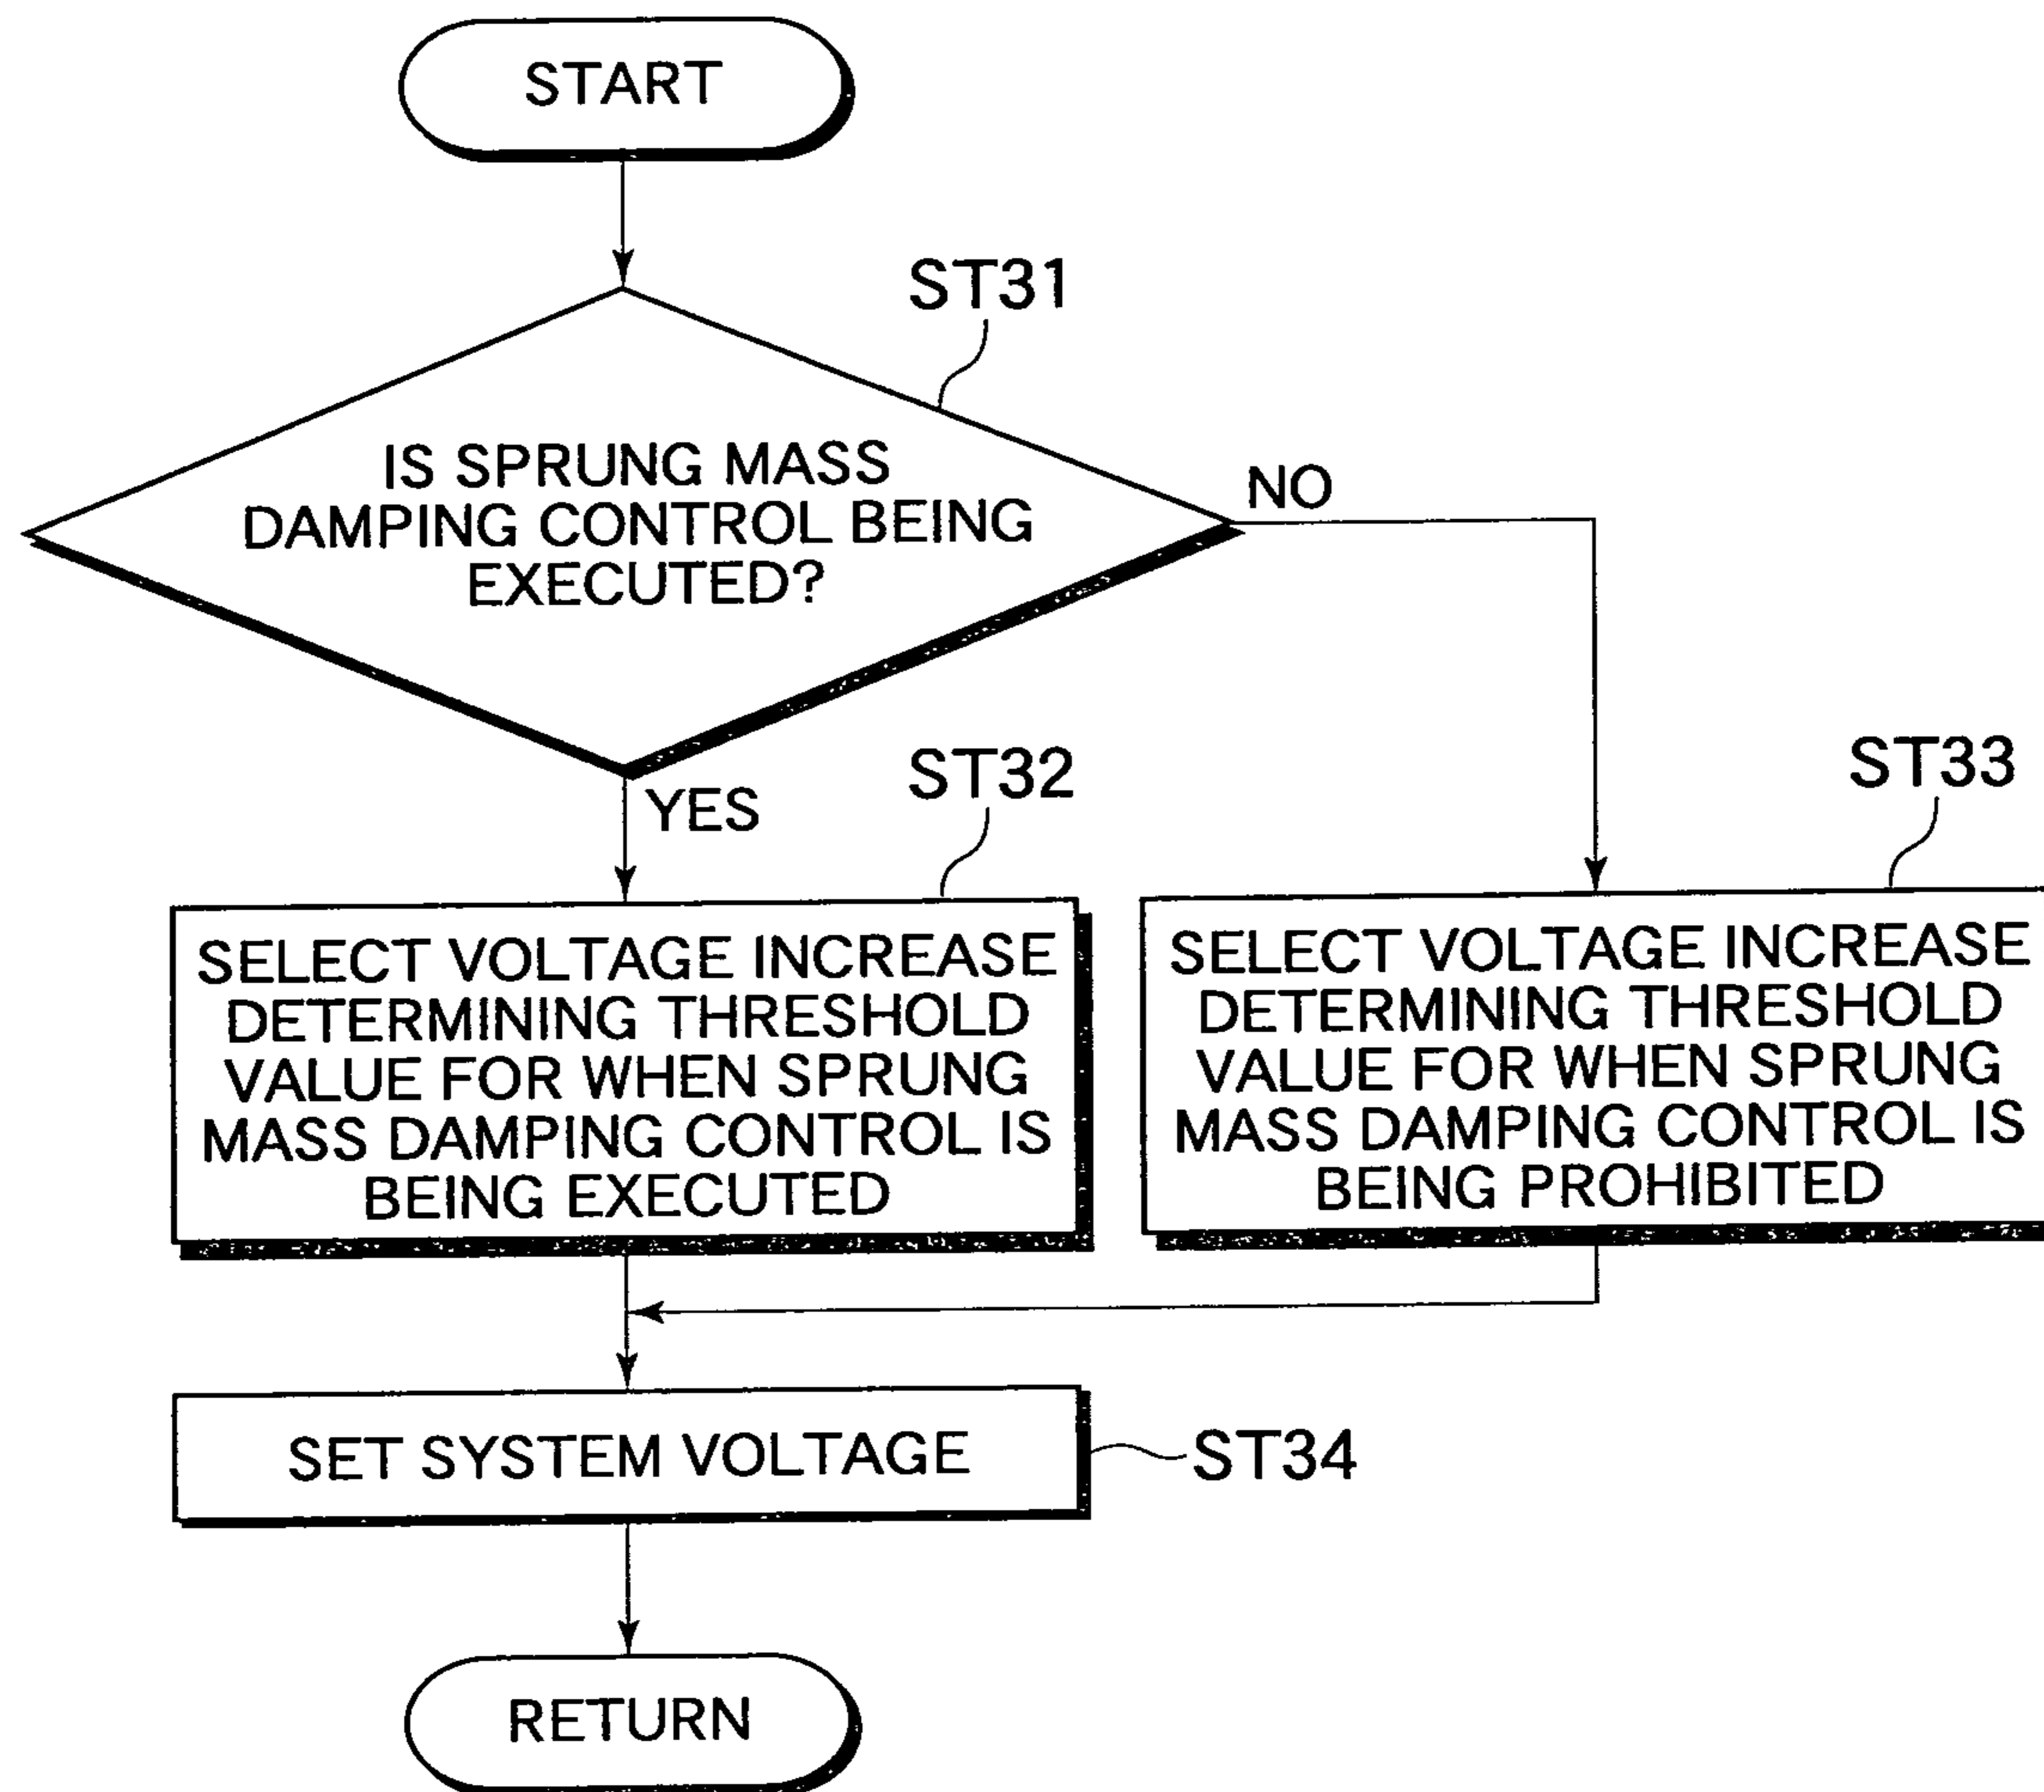 START
ST31
IS SPRUNG MASS
DAMPING CONTROL BEING
EXECUTED?
NO
YES
ST32
SELECT VOLTAGE INCREASE
DETERMINING THRESHOLD
VALUE FOR WHEN SPRUNG
MASS DAMPING CONTROL IS
BEING EXECUTED
ST33
SELECT VOLTAGE INCREASE
DETERMINING THRESHOLD
VALUE FOR WHEN SPRUNG
MASS DAMPING CONTROL IS
BEING PROHIBITED
SET SYSTEM VOLTAGE
ST34
RETURN